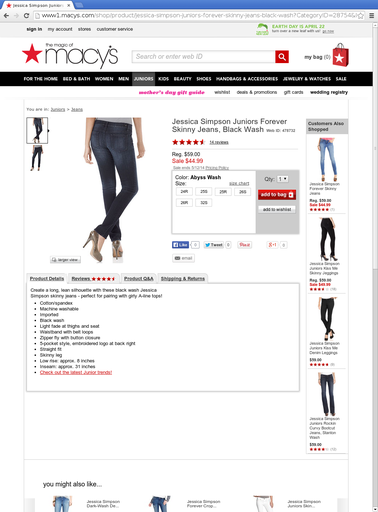 Jessica Simpson Juniors
www1.macys.com/shop/product/jessica-simpson-juniors-forever-skinny-jeans-black-wash?CategoryID=28754&
sign in my account stores customer service
EARTH DAY IS APRIL 22
the magic of
macy's
Search or enter web ID
my bag (0)
FOR THE HOME BED & BATH WOMEN MEN JUNIORS KIDS BEAUTY SHOES HANDBAGS & ACCESSORIES JEWELRY & WATCHES SALE
mother's day gift guide wishlist deals & promotions gift cards wedding registry
You are in: Juniors > Jeans
Jessica Simpson Juniors Forever
Skinny Jeans, Black Wash
14 reviews
Reg. $59.00
Sale $44.99
Sale ends 5/12/14 Pricing Policy
Color: Abyss Wash
Size: size chart
24R 25S 25R 26S
26R 32S
Qty: 1
add to bag
add to wishlist
Like 0 Tweet 2 Pin it 0 +1 0
email
larger view
Customers Also
Shopped
Jessica Simpson
Forever Skinny
Jeans
Reg. $59.00
Sale $44.99
Jessica Simpson
Juniors Kiss Me
Skinny Jeggings
Reg. $59.00
Sale $49.99
Jessica Simpson
Juniors Kiss Me
Denim Leggings
$59.00
Jessica Simpson
Juniors Rockin
Curvy Bootcut
Jeans, Stanton
Wash
$59.00
Product Details Reviews Product Q&A Shipping & Returns
Create a long, lean silhouette with these black wash Jessica
Simpson skinny jeans - perfect for pairing with girly A-line tops!
Cotton/spandex
Machine washable
Imported
Black wash
Light fade at thighs and seat
Waistband with belt loops
Zipper fly with button closure
5-pocket style, embroidered logo at back right
Straight fit
Skinny leg
Low rise: approx. 8 inches
Inseam: approx. 31 inches
Check out the latest Junior trends!
you might also like...
Jessica Simpson
Dark-Wash De...
Jessica Simpson
Forever Crop...
Jessica Simpson
Juniors Skin...